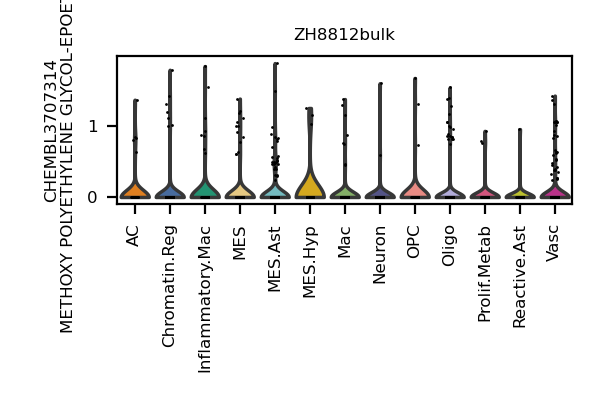 ZH8812bulk
CHEMBL3707314
METHOXY POLYETHYLENE GLYCOL-EPOET
1
0
AC
Chromatin.Reg
Inflammatory.Mac
MES
MES.Ast
MES.Hyp
Mac
Neuron
OPC
Oligo
Prolif.Metab
Reactive.Ast
Vasc